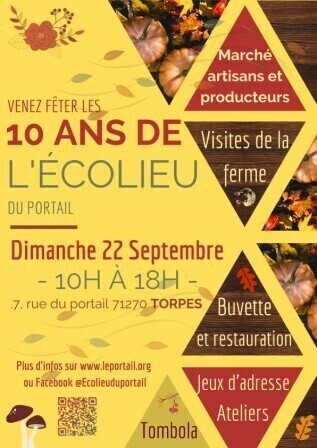 VENEZ FÊTER LES
10 ANS DE
L'ÉCOLIEU
DU PORTAIL
Dimanche 22 Septembre
- 10H À 18H -
.7, rue du portail 71270 TORPES
Plus d'infos sur www.leportail.org
ou Facebook @Ecolieuduportail
Marché
artisans et
producteurs
Visites de la
ferme
Buvette
et restauration
Jeux d'adresse
Ateliers
Tombola